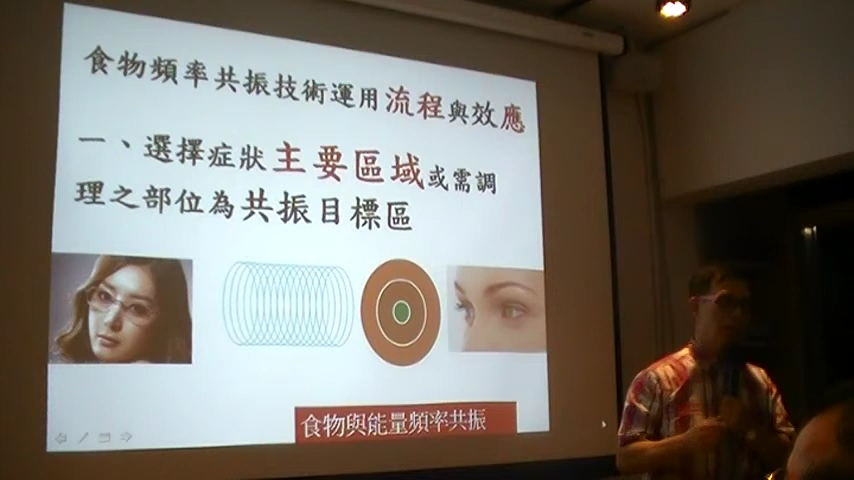 食物頻率共振技術運用流程與效應
一、選擇症狀主要區域或需調
理之部位為共振目標區
食物與能量頻率共振